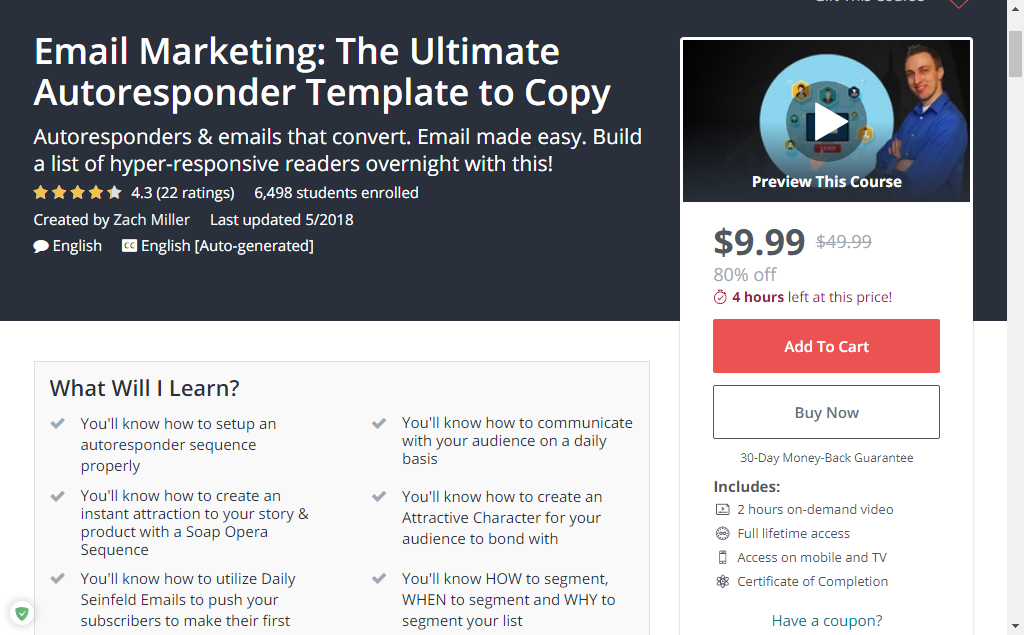 Email Marketing: The Ultimate
Autoresponder Template to Copy
Autoresponders & emails that convert. Email made easy. Build
a list of hyper-responsive readers overnight with this!
4.3 (22 ratings) 6,498 students enrolled
Created by Zach Miller Last updated 5/2018
English CC English [Auto-generated]
Preview This Course
$9.99 $49.99
80% off
4 hours left at this price!
Add To Cart
Buy Now
30-Day Money-Back Guarantee
Includes:
2 hours on-demand video
Full lifetime access
Access on mobile and TV
Certificate of Completion
Have a coupon?
What Will I Learn?
You'll know how to setup an
autoresponder sequence
properly
You'll know how to communicate
with your audience on a daily
basis
You'll know how to create an
instant attraction to your story &
product with a Soap Opera
Sequence
You'll know how to create an
Attractive Character for your
audience to bond with
You'll know how to utilize Daily
Seinfeld Emails to push your
subscribers to make their first
You'll know HOW to segment,
WHEN to segment and WHY to
segment your list